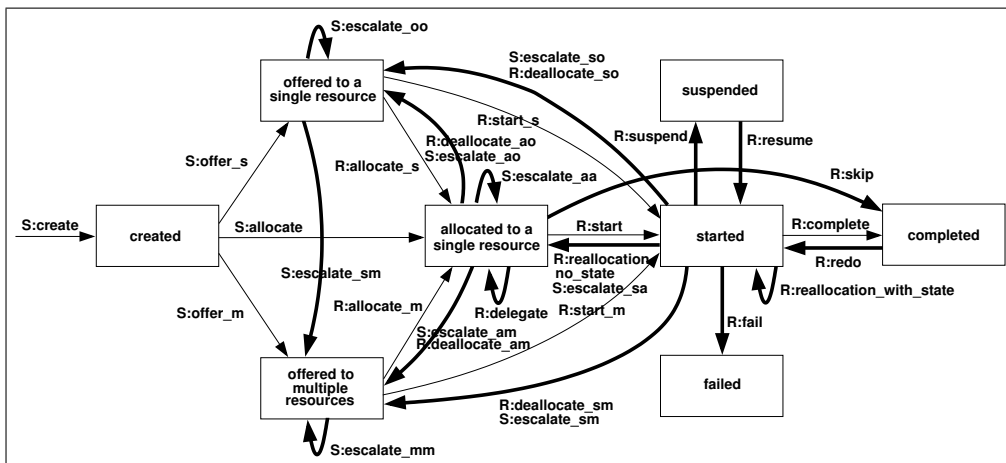 S:escalate_oo
offered to a
single resource
S:escalate_so
R:deallocate_so
suspended
R:start_s
R:suspend
R:resume
R:deallocate_ao
S:escalate_ao
S:offer_s
R:allocate_s
S:escalate_aa
R:skip
S:create
created
S:allocate
allocated to a
single resource
R:start
started
R:complete
completed
R:reallocation_
no_state
S:escalate_sa
R:redo
S:escalate_sm
R:reallocation_with_state
S:offer_m
R:allocate_m
R:delegate
R:start_m
S:escalate_am
R:deallocate_am
R:fail
offered to
multiple
resources
failed
R:deallocate_sm
S:escalate_sm
S:escalate_mm